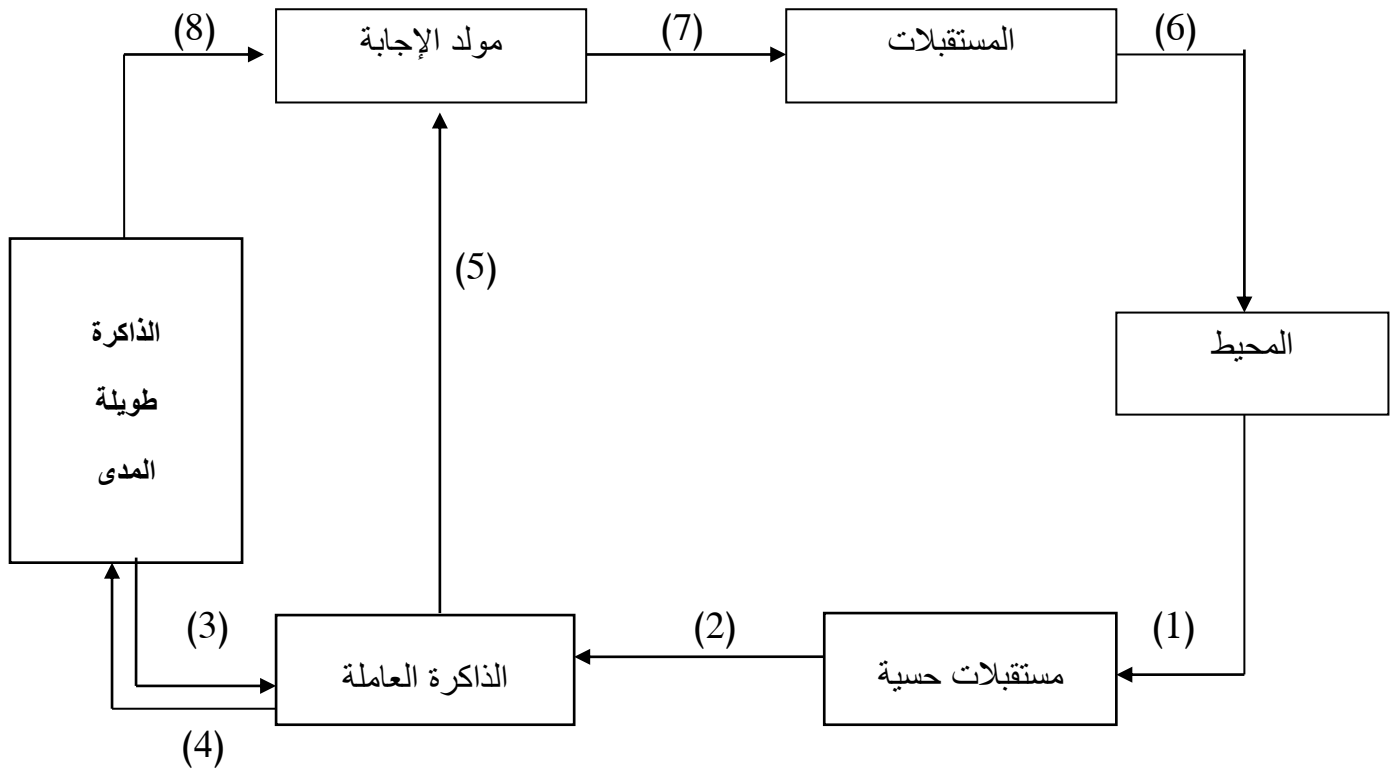 (8)
مولد الإجابة
(7)
المستقبلات
(6)
(5)
الذاكرة
طويلة
المدى
المحيط
(3)
الذاكرة العاملة
(2)
مستقبلات حسية
(1)
(4)